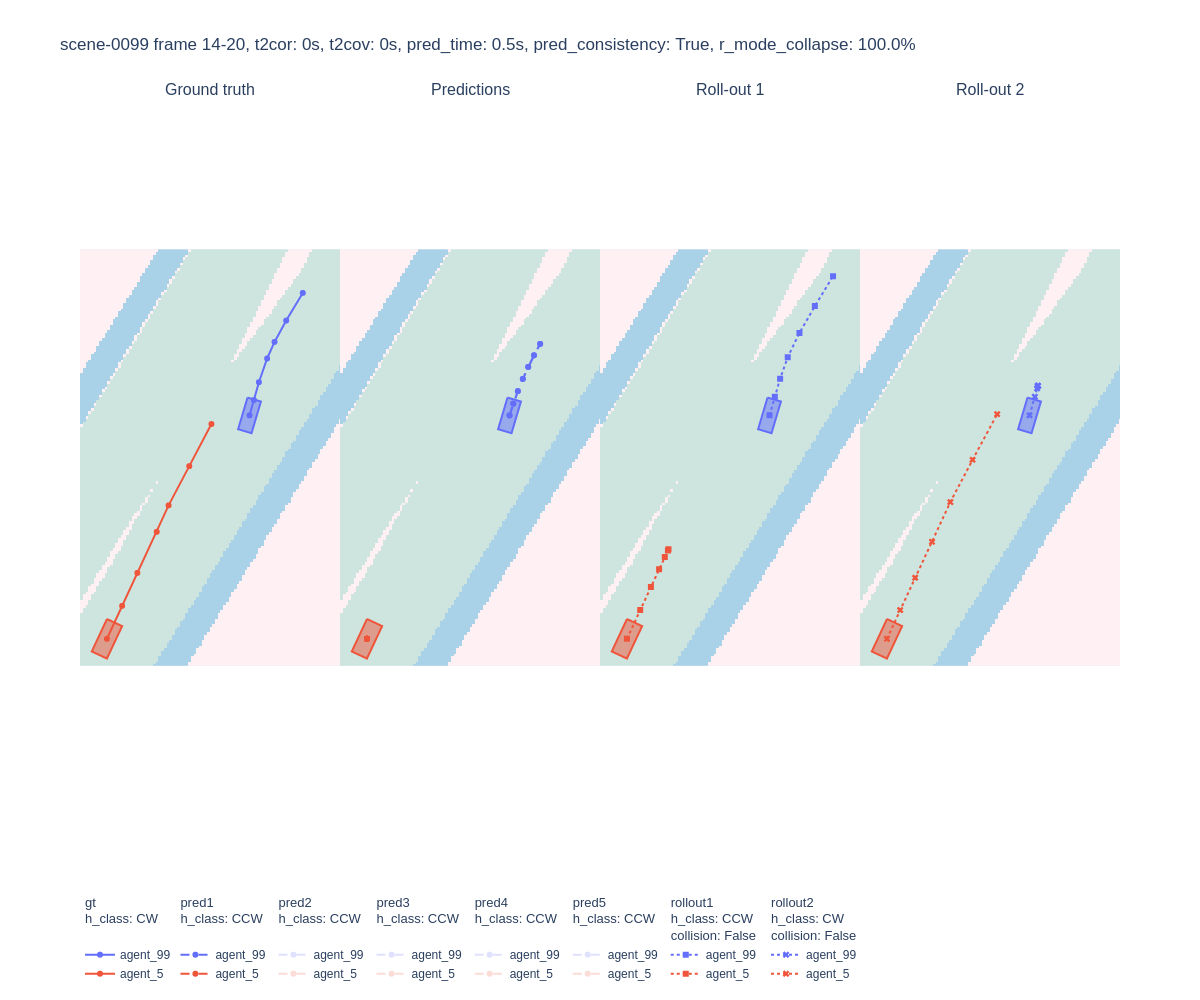 scene-0099 frame 14-20, t2cor: 0s, t2cov: 0s, pred_time: 0.5s, pred_consistency: True, r_mode_collapse: 100.0%
Ground truth Predictions Roll-out 1 Roll-out 2
gt pred1 pred2 pred3 pred4 pred5 rollout1 rollout2
h_class: CW h_class: CCW h_class: CCW h_class: CCW h_class: CCW h_class: CCW h_class: CCW h_class: CW
collision: False collision: False
agent_99 agent_99 agent_99 agent_99 agent_99 agent_99 agent_99 agent_99
agent_5 agent_5 agent_5 agent_5 agent_5 agent_5 agent_5 agent_5